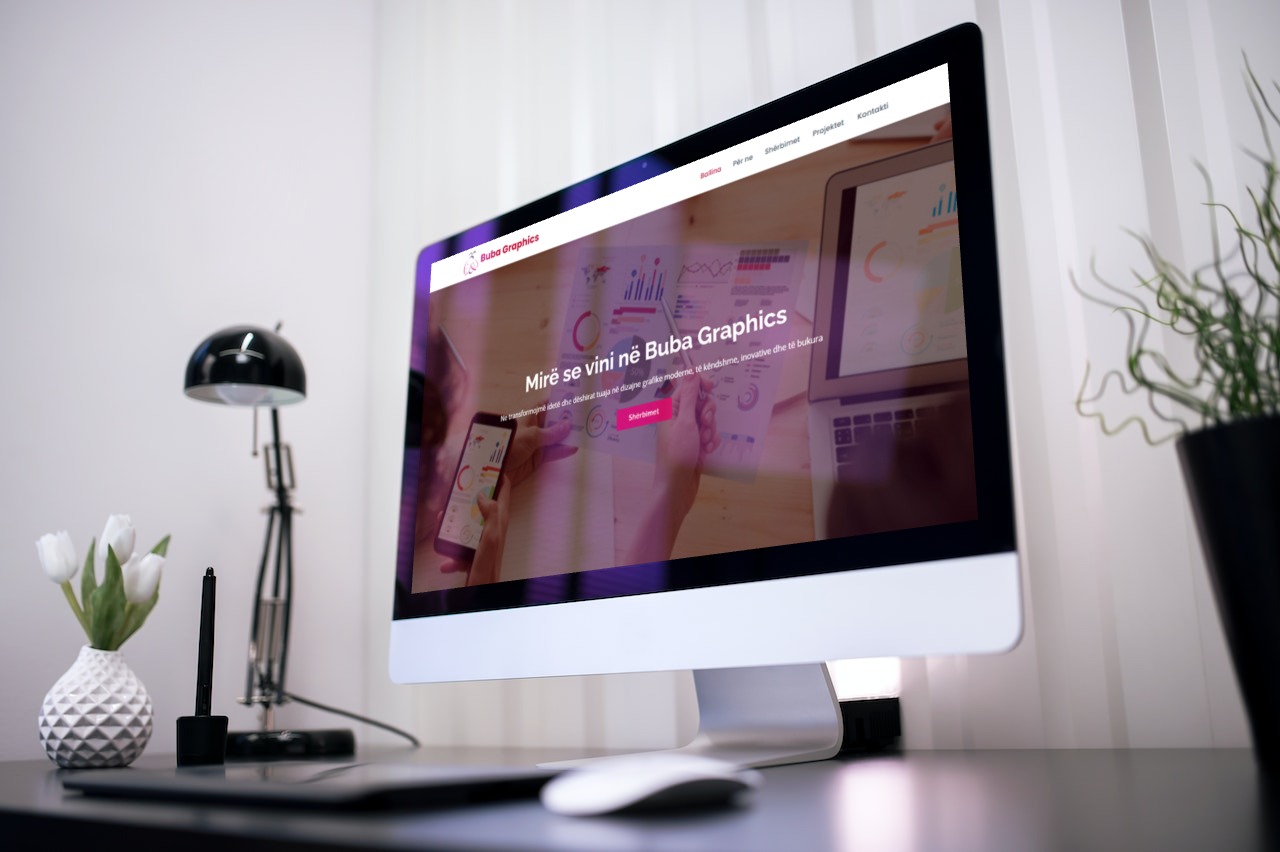 Buba Graphics
Ballina Për ne Shërbimet Projektet Kontakti
Mirë se vini në Buba Graphics
Ne transformojmë idetë dhe dëshirat tuaja në dizajne grafike moderne, të këndshme, inovative dhe të bukura
Shërbimet